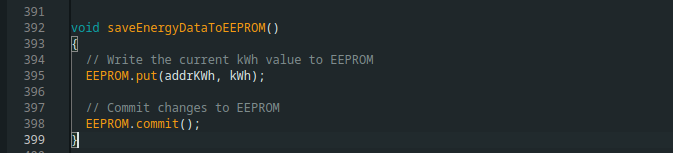 391
392 void saveEnergyDataToEEPROM()
393 {
394 // Write the current kWh value to EEPROM
395 EEPROM.put(addrKWh, kWh);
396
397 // Commit changes to EEPROM
398 EEPROM.commit();
399 }